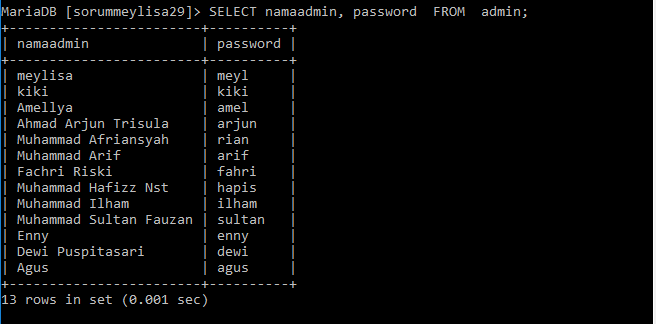 MariaDB [sorummeylisa29]> SELECT namaadmin, password  FROM  admin;
+------------------------+----------+
| namaadmin              | password |
+------------------------+----------+
| meylisa                | meyl     |
| kiki                   | kiki     |
| Amellya                | amel     |
| Ahmad Arjun Trisula    | arjun    |
| Muhammad Afriansyah    | rian     |
| Muhammad Arif          | arif     |
| Fachri Riski           | fahri    |
| Muhammad Hafizz Nst    | hapis    |
| Muhammad Ilham         | ilham    |
| Muhammad Sultan Fauzan | sultan   |
| Enny                   | enny     |
| Dewi Puspitasari       | dewi     |
| Agus                   | agus     |
+------------------------+----------+
13 rows in set (0.001 sec)